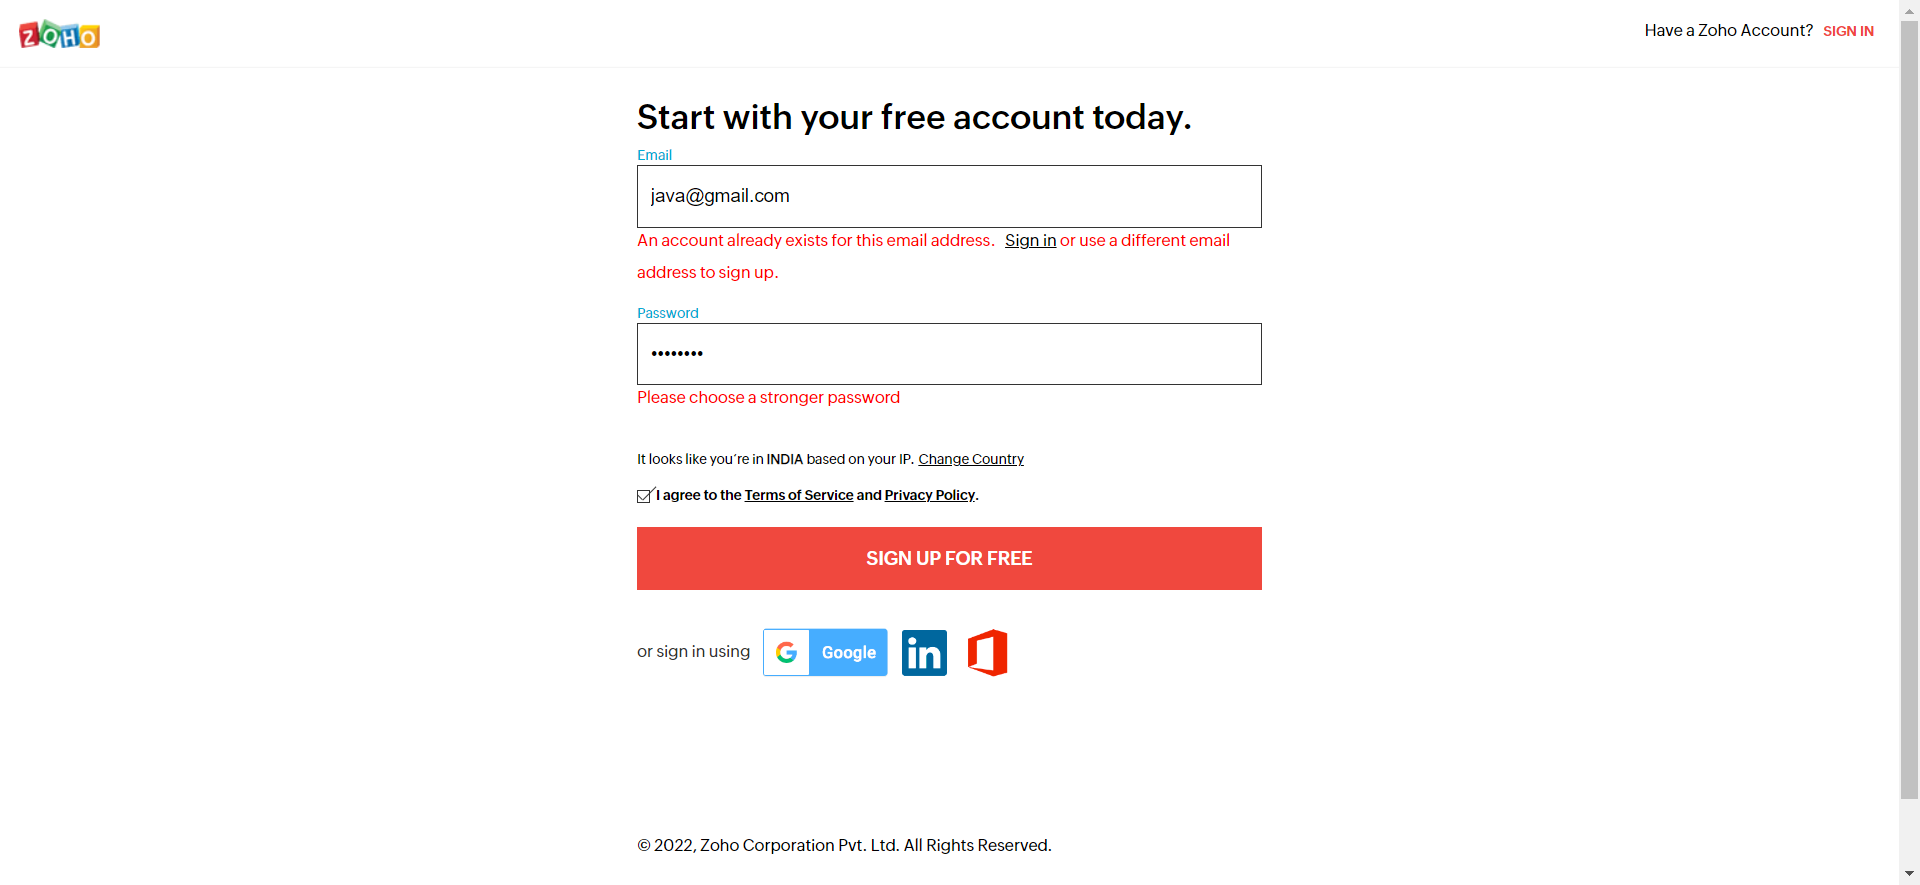 ZOHO
Have a Zoho Account? SIGN IN
Start with your free account today.
Email
java@gmail.com
An account already exists for this email address. Sign in or use a different email
address to sign up.
Password
••••••••
Please choose a stronger password
It looks like you’re in INDIA based on your IP. Change Country
I agree to the Terms of Service and Privacy Policy.
SIGN UP FOR FREE
or sign in using G Google in
© 2022, Zoho Corporation Pvt. Ltd. All Rights Reserved.